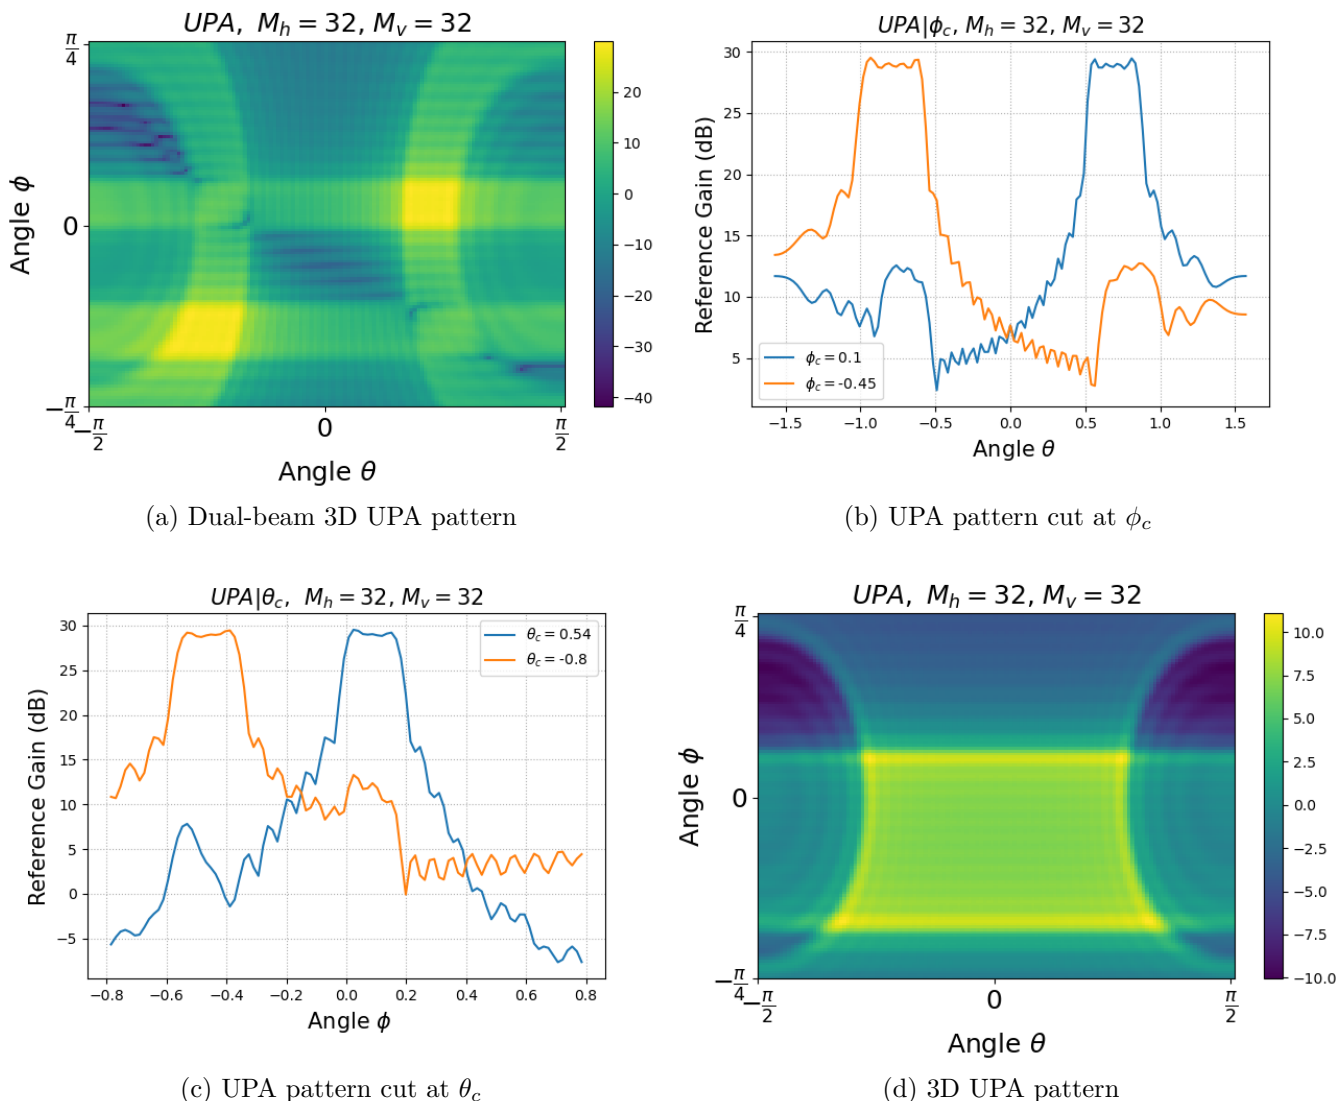 UPA, M_h = 32, M_v = 32
π/4
0
−π/4
Angle ϕ
−π/2
0
π/2
Angle θ
20
10
0
−10
−20
−30
−40
(a) Dual-beam 3D UPA pattern
UPA|ϕ_c, M_h = 32, M_v = 32
30
25
20
15
10
5
Reference Gain (dB)
ϕ_c = 0.1
ϕ_c = -0.45
−1.5 −1.0 −0.5 0.0 0.5 1.0 1.5
Angle θ
(b) UPA pattern cut at ϕ_c
UPA|θ_c, M_h = 32, M_v = 32
30
25
20
15
10
5
0
−5
Reference Gain (dB)
θ_c = 0.54
θ_c = -0.8
−0.8 −0.6 −0.4 −0.2 0.0 0.2 0.4 0.6 0.8
Angle ϕ
(c) UPA pattern cut at θ_c
UPA, M_h = 32, M_v = 32
π/4
0
−π/4
Angle ϕ
−π/2
0
π/2
Angle θ
10.0
7.5
5.0
2.5
0.0
−2.5
−5.0
−7.5
−10.0
(d) 3D UPA pattern